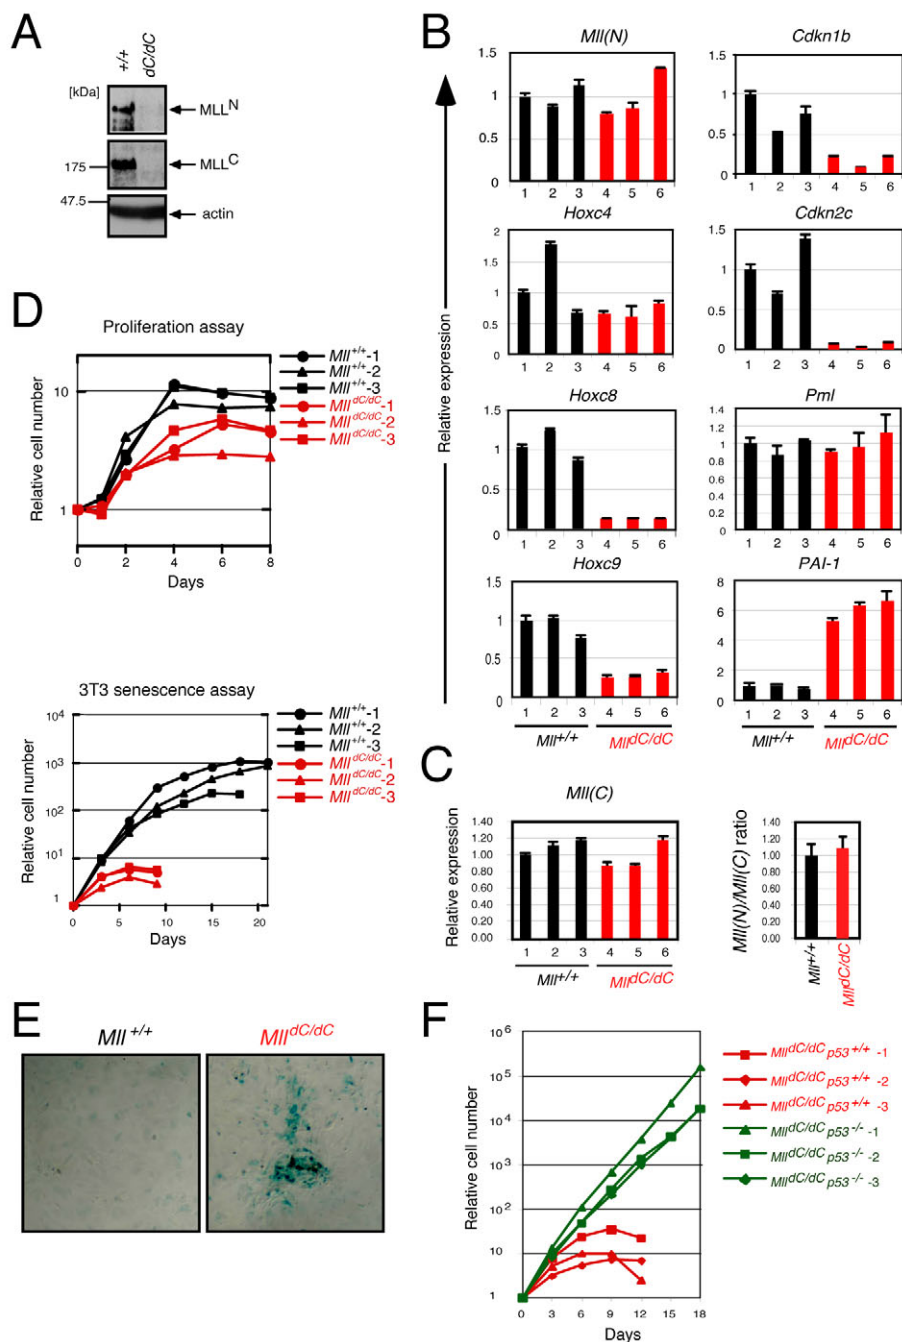 A
+/+
dC/dC
[kDa]
MLL^N
175
MLL^C
47.5
actin
B
Relative expression
Mll(N)
1.5
1
0.5
0
1 2 3 4 5 6
Cdkn1b
1.5
1
0.5
0
1 2 3 4 5 6
Hoxc4
2
1.5
1
0.5
0
1 2 3 4 5 6
Cdkn2c
1.5
1
0.5
0
1 2 3 4 5 6
Hoxc8
1.5
1
0.5
0
1 2 3 4 5 6
Pml
1.4
1.2
1
0.8
0.6
0.4
0.2
0
1 2 3 4 5 6
Hoxc9
1.5
1
0.5
0
1 2 3 4 5 6
Mll^+/+
Mll^dC/dC
PAI-1
8
6
4
2
0
1 2 3 4 5 6
Mll^+/+
Mll^dC/dC
C
Mll(C)
Relative expression
1.40
1.20
1.00
0.80
0.60
0.40
0.20
0.00
1 2 3 4 5 6
Mll^+/+
Mll^dC/dC
Mll(N)/Mll(C) ratio
1.40
1.20
1.00
0.80
0.60
0.40
0.20
0.00
Mll^+/+
Mll^dC/dC
D
Proliferation assay
Relative cell number
10
1
0 2 4 6 8
Days
Mll^+/+-1
Mll^+/+-2
Mll^+/+-3
Mll^dC/dC-1
Mll^dC/dC-2
Mll^dC/dC-3
3T3 senescence assay
Relative cell number
10^4
10^3
10^2
10^1
1
0 5 10 15 20
Days
Mll^+/+-1
Mll^+/+-2
Mll^+/+-3
Mll^dC/dC-1
Mll^dC/dC-2
Mll^dC/dC-3
E
Mll^+/+
Mll^dC/dC
F
Relative cell number
10^6
10^5
10^4
10^3
10^2
10
1
0 3 6 9 12 15 18
Days
Mll^dC/dC p53^+/+ -1
Mll^dC/dC p53^+/+ -2
Mll^dC/dC p53^+/+ -3
Mll^dC/dC p53^-/- -1
Mll^dC/dC p53^-/- -2
Mll^dC/dC p53^-/- -3